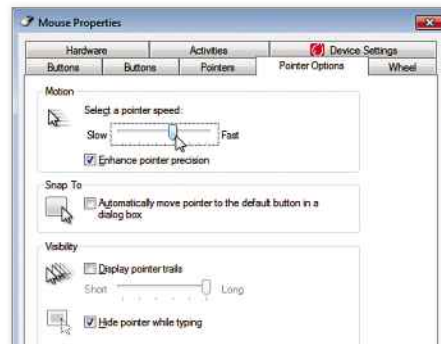 Mouse Properties
Hardware Activities Device Settings
Buttons Buttons Pointers Pointer Options Wheel
Motion
Select a pointer speed:
Slow Fast
Enhance pointer precision
Snap To
Automatically move pointer to the default button in a
dialog box
Visibility
Display pointer trails
Short Long
Hide pointer while typing